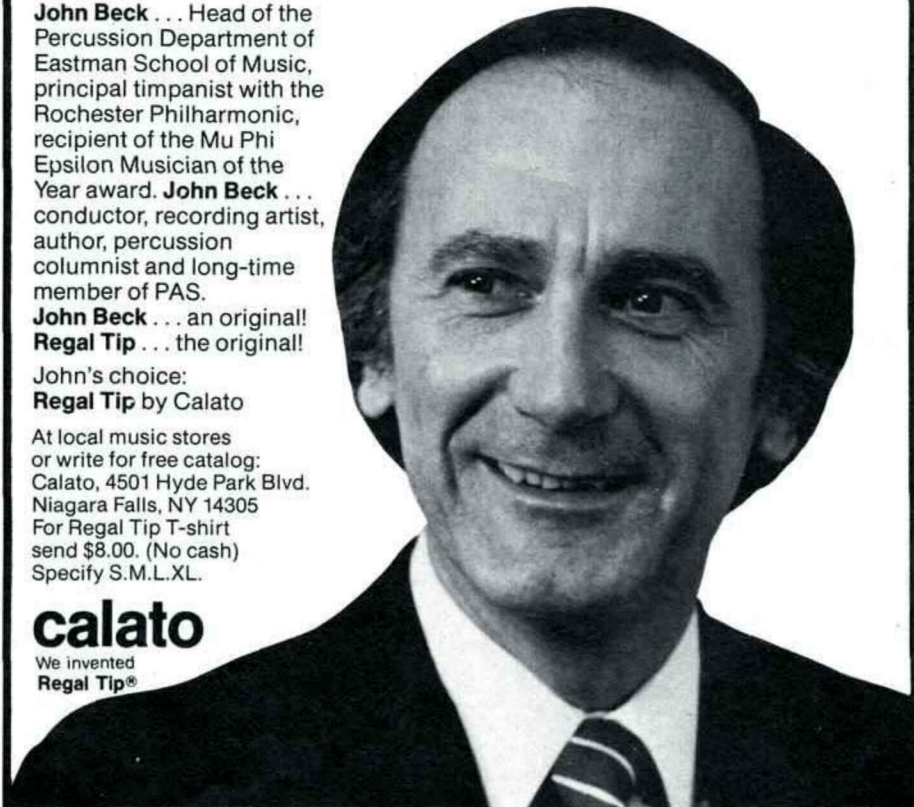 John Beck . . . Head of the
Percussion Department of
Eastman School of Music,
principal timpanist with the
Rochester Philharmonic,
recipient of the Mu Phi
Epsilon Musician of the
Year award. John Beck . . .
conductor, recording artist,
author, percussion
columnist and long-time
member of PAS.
John Beck . . . an original!
Regal Tip . . . the original!
John's choice:
Regal Tip by Calato
At local music stores
or write for free catalog:
Calato, 4501 Hyde Park Blvd.
Niagara Falls, NY 14305
For Regal Tip T-shirt
send $8.00. (No cash)
Specify S.M.L.XL.
calato
We invented
Regal Tip®